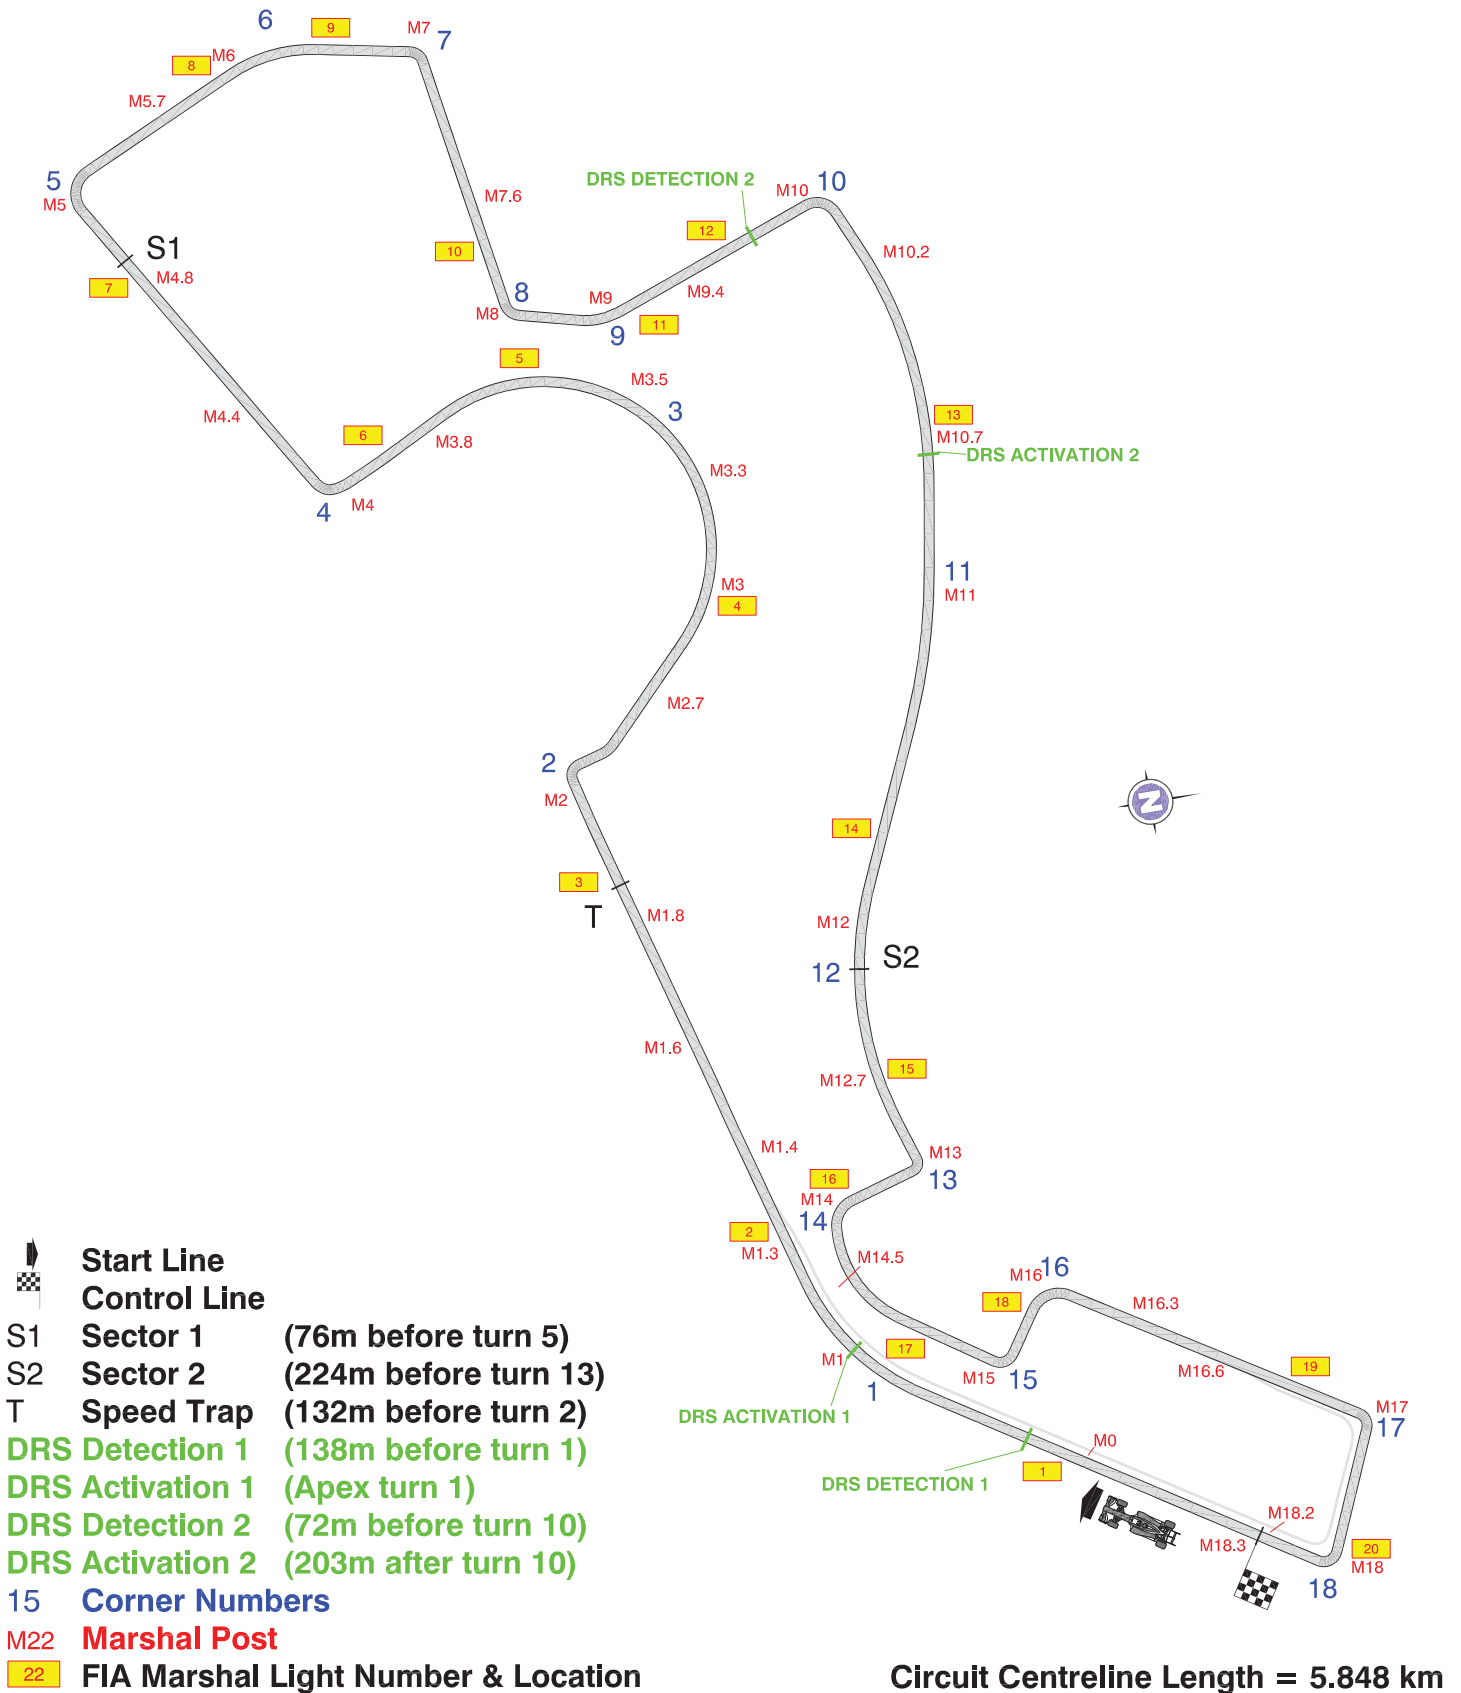 6
9
M7
7
M6
8
M5.7
5
M5
DRS DETECTION 2
M10
10
M7.6
12
S1
M4.8
10
M10.2
7
8
M9
M9.4
M8
9
11
5
M3.5
3
M4.4
6
M3.8
13
M10.7
DRS ACTIVATION 2
M3.3
M4
4
11
M3
M11
4
M2.7
2
M2
N
14
3
T
M1.8
M12
S2
12
M1.6
15
M12.7
M1.4
M13
13
16
M14
14
2
M1.3
M14.5
M16
16
18
M16.3
17
M1
1
M15
15
M16.6
19
M17
17
DRS ACTIVATION 1
M0
1
DRS DETECTION 1
M18.2
M18.3
20
M18
18
Start Line
Control Line
S1 Sector 1 (76m before turn 5)
S2 Sector 2 (224m before turn 13)
T Speed Trap (132m before turn 2)
DRS Detection 1 (138m before turn 1)
DRS Activation 1 (Apex turn 1)
DRS Detection 2 (72m before turn 10)
DRS Activation 2 (203m after turn 10)
15 Corner Numbers
M22 Marshal Post
22 FIA Marshal Light Number & Location
Circuit Centreline Length = 5.848 km